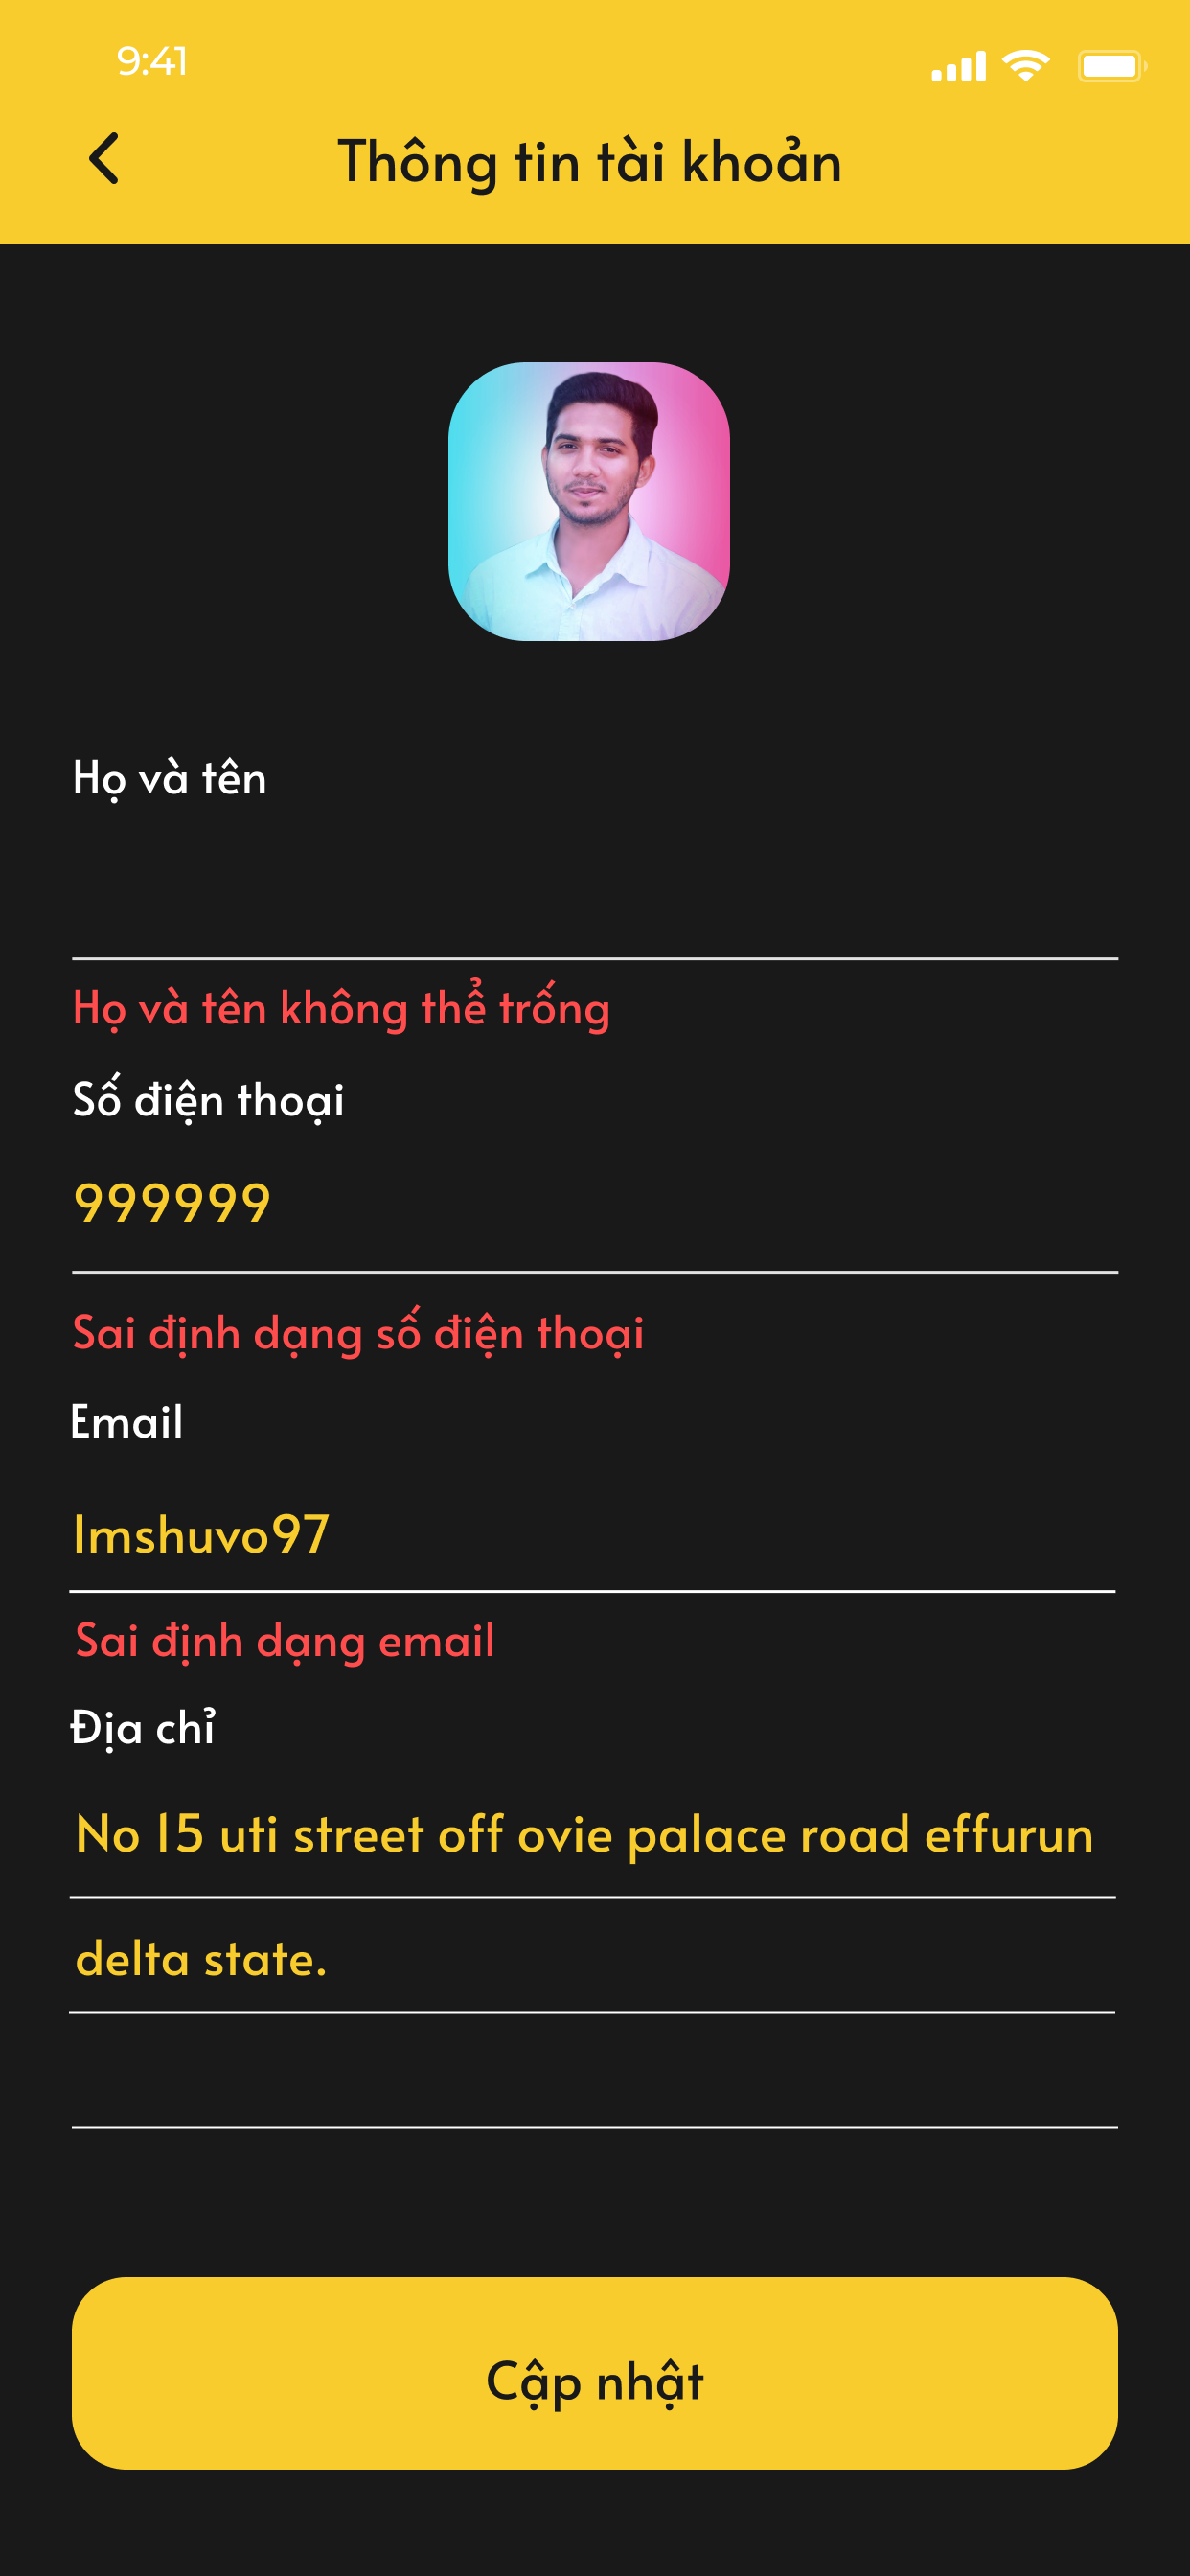 9:41
Thông tin tài khoản
Họ và tên
Họ và tên không thể trống
Số điện thoại
999999
Sai định dạng số điện thoại
Email
Imshuvo97
Sai định dạng email
Địa chỉ
No 15 uti street off ovie palace road effurun
delta state.
Cập nhật